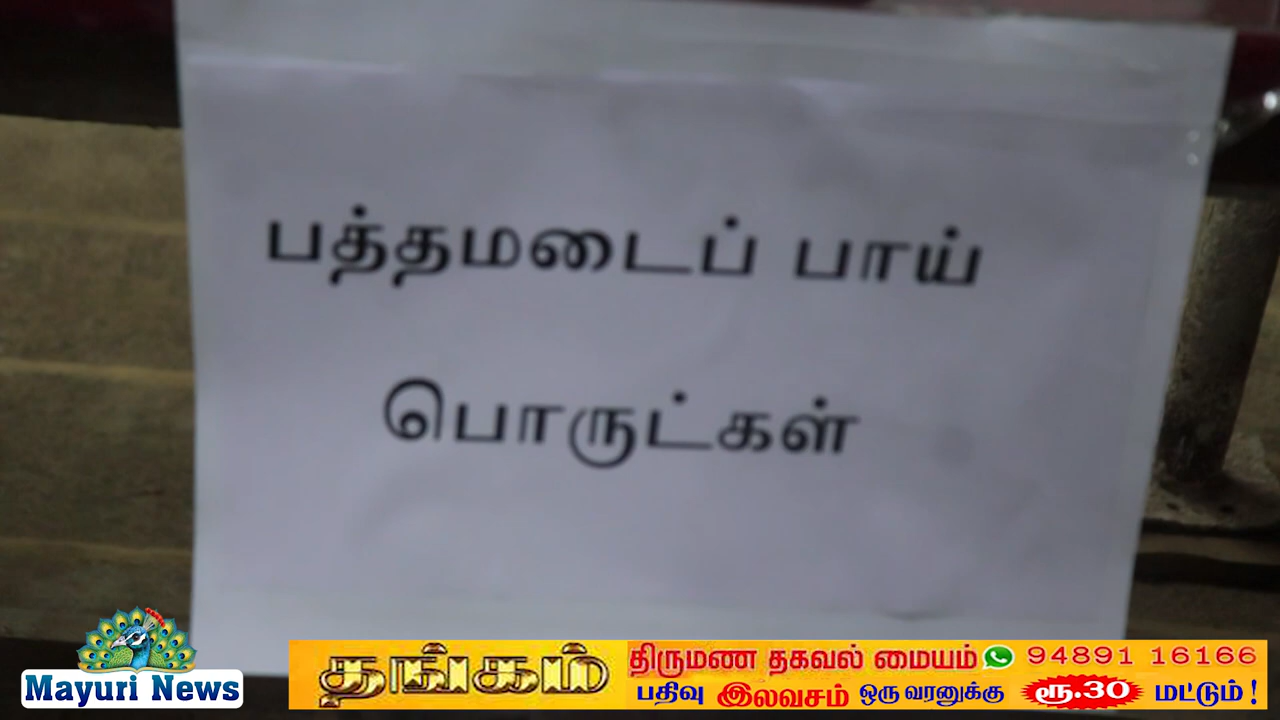 பத்தமடைப் பாய்
பொருட்கள்
Mayuri News
தங்கம்
திருமண தகவல் மையம் 94891 16166
பதிவு இலவசம் ஒரு வரனுக்கு ரூ.30 மட்டும் !